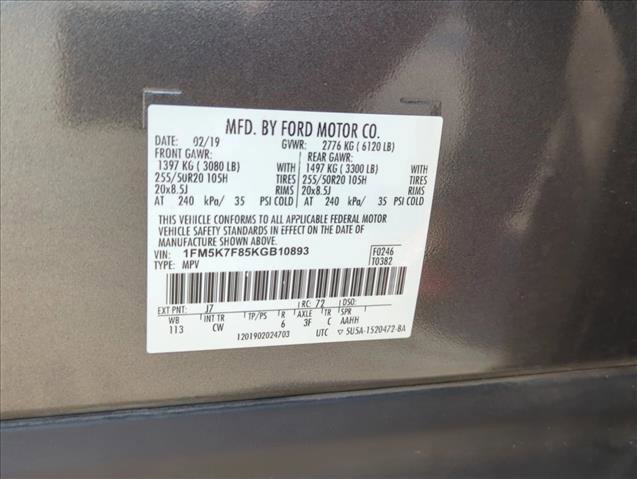 MFD. BY FORD MOTOR CO.
DATE: 02/19 GVWR: 2776 KG ( 6120 LB)
FRONT GAWR: REAR GAWR:
1397 KG ( 3080 LB) WITH 1497 KG ( 3300 LB) WITH
255/50R20 105H TIRES 255/50R20 105H TIRES
20x8.5J RIMS 20x8.5J RIMS
AT 240 kPa/ 35 PSI COLD AT 240 kPa/ 35 PSI COLD
THIS VEHICLE CONFORMS TO ALL APPLICABLE FEDERAL MOTOR
VEHICLE SAFETY STANDARDS IN EFFECT ON THE DATE OF
MANUFACTURE SHOWN ABOVE.
VIN: 1FM5K7F85KGB10893 F0246
TYPE: MPV T0382
EXT PNT: J7 RC: 72 DSO:
WB INT TR TP/PS R AXLE TR SPR
113 CW 6 3F C AAHH
1201902024703 UTC ▽ 5U5A-1520472-BA